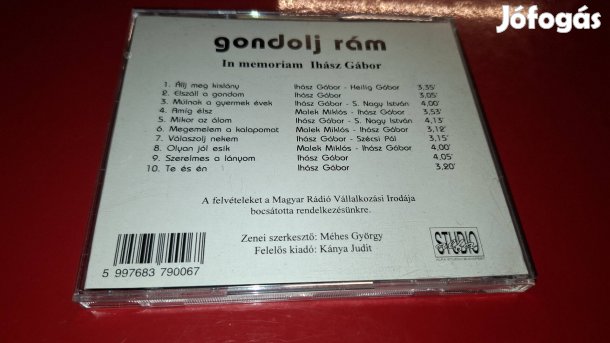 Jófogás
gondolj rám
In memoriam Ihász Gábor
1. Állj meg kislány Ihász Gábor - Heilig Gábor 3,35'
2. Elszáll a gondom Ihász Gábor 3,05'
3. Múlnak a gyermek évek Ihász Gábor - S. Nagy István 4,00'
4. Amíg élsz Malek Miklós - Ihász Gábor 3,53'
5. Mikor az álom Ihász Gábor - S. Nagy István 4,13'
6. Megemelem a kalapomat Malek Miklós - Ihász Gábor 3,12'
7. Válaszolj nekem Ihász Gábor - Szécsi Pál 3,15'
8. Olyan jól esik Malek Miklós - Ihász Gábor 4,00'
9. Szerelmes a lányom Ihász Gábor 4,05'
10. Te és én Ihász Gábor 3,20'
A felvételeket a Magyar Rádió Vállalkozási Irodája
bocsátotta rendelkezésünkre.
Zenei szerkesztő: Méhes György
Felelős kiadó: Kánya Judit
STUDIO
5 997683 790067